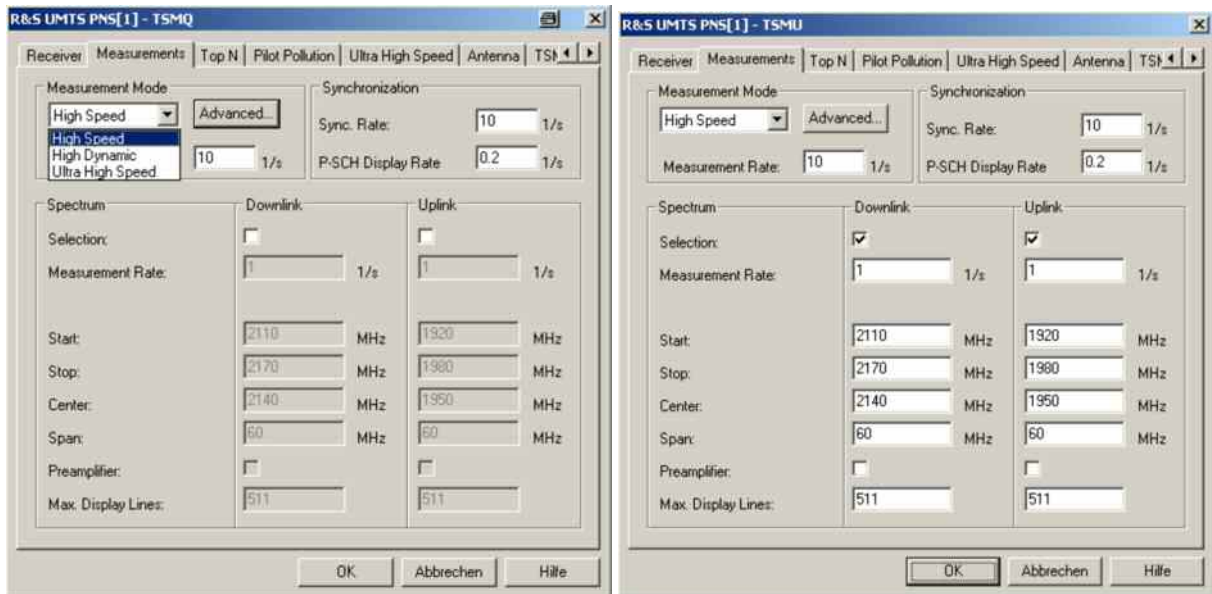 R&S UMTS PNS[1] - TSMQ
Receiver Measurements Top N Pilot Pollution Ultra High Speed Antenna TSM
Measurement Mode
High Speed
Advanced...
High Speed
High Dynamic
Ultra High Speed
10 1/s
Synchronization
Sync. Rate: 10 1/s
P-SCH Display Rate 0.2 1/s
Spectrum Downlink Uplink
Selection:
Measurement Rate: 1 1/s 1 1/s
Start: 2110 MHz 1920 MHz
Stop: 2170 MHz 1980 MHz
Center: 2140 MHz 1950 MHz
Span: 60 MHz 60 MHz
Preamplifier:
Max. Display Lines: 511 511
OK Abbrechen Hilfe
R&S UMTS PNS[1] - TSMU
Receiver Measurements Top N Pilot Pollution Ultra High Speed Antenna TSM
Measurement Mode
High Speed
Advanced...
Measurement Rate: 10 1/s
Synchronization
Sync. Rate: 10 1/s
P-SCH Display Rate 0.2 1/s
Spectrum Downlink Uplink
Selection:
Measurement Rate: 1 1/s 1 1/s
Start: 2110 MHz 1920 MHz
Stop: 2170 MHz 1980 MHz
Center: 2140 MHz 1950 MHz
Span: 60 MHz 60 MHz
Preamplifier:
Max. Display Lines: 511 511
OK Abbrechen Hilfe